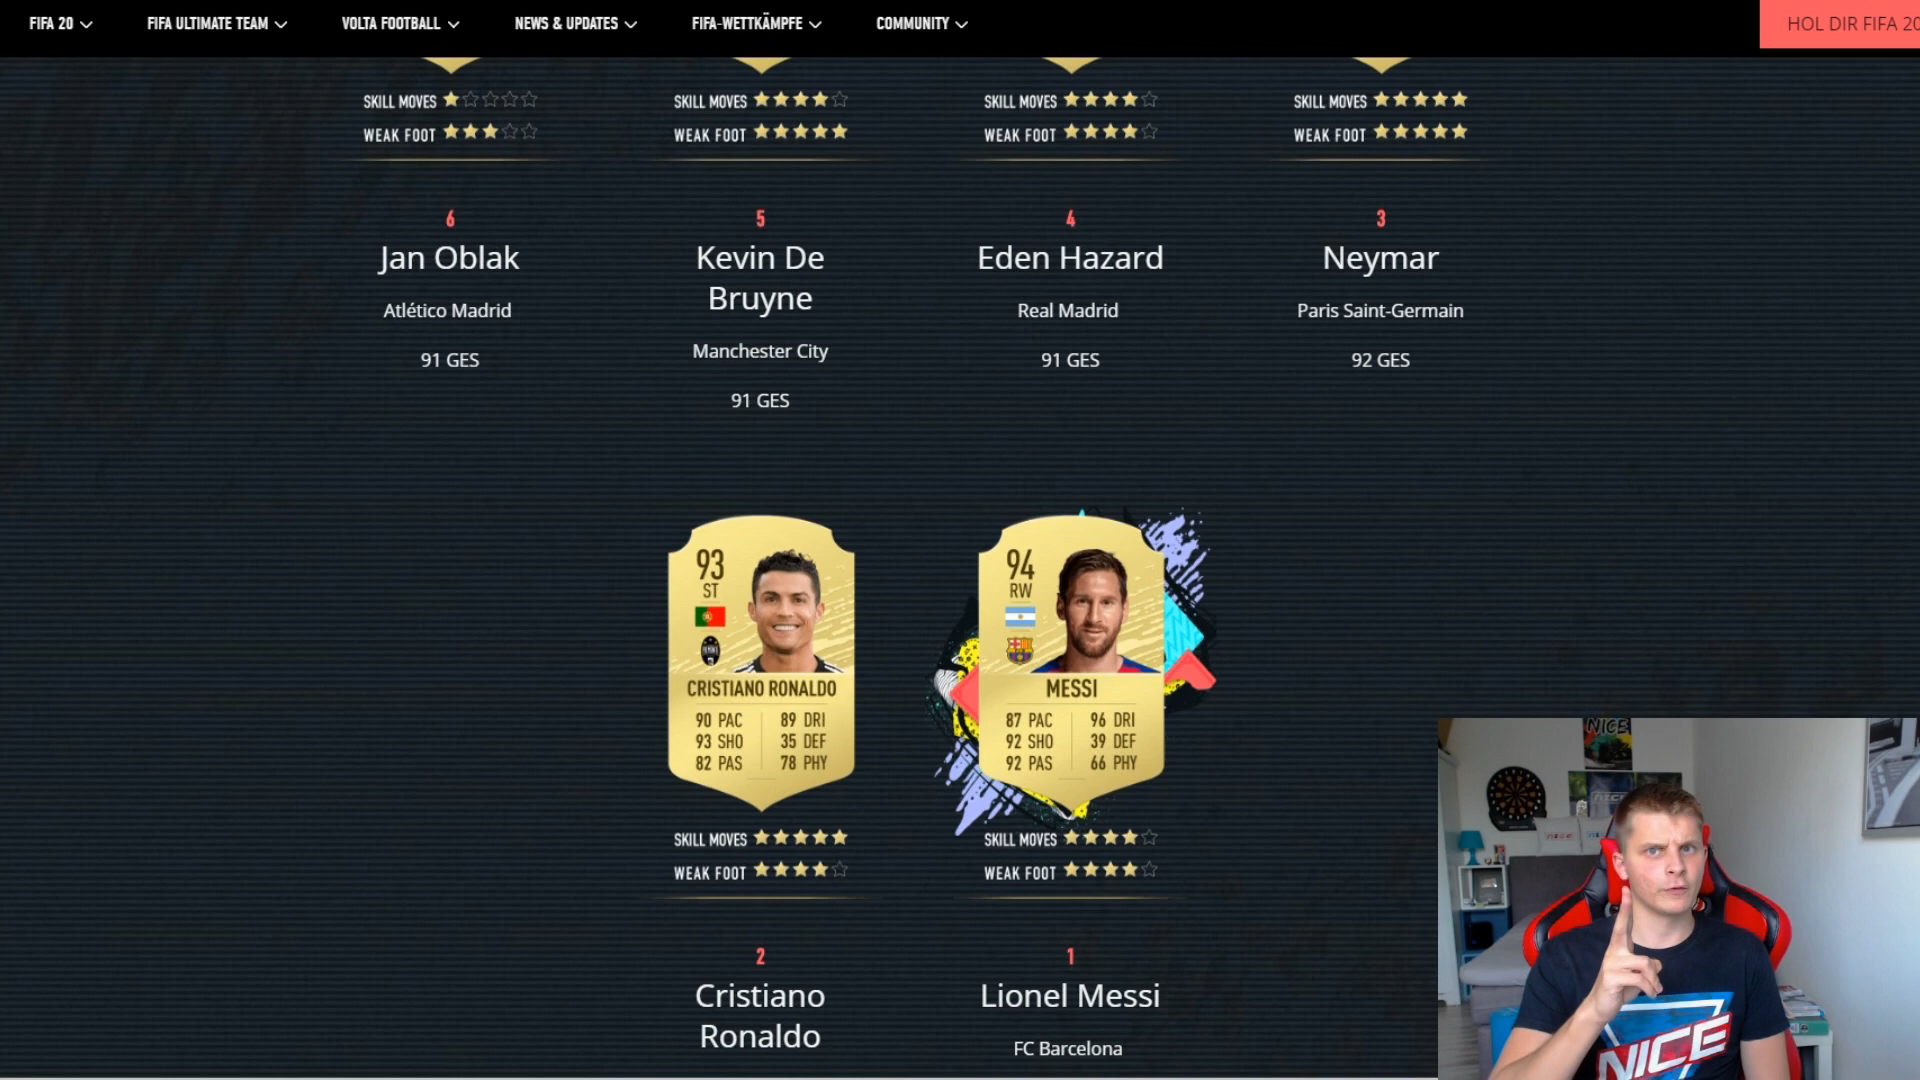 FIFA 20
FIFA ULTIMATE TEAM
VOLTA FOOTBALL
NEWS & UPDATES
FIFA-WETTKÄMPFE
COMMUNITY
HOL DIR FIFA 20
SKILL MOVES
WEAK FOOT
SKILL MOVES
WEAK FOOT
SKILL MOVES
WEAK FOOT
SKILL MOVES
WEAK FOOT
6
Jan Oblak
Atlético Madrid
91 GES
5
Kevin De
Bruyne
Manchester City
91 GES
4
Eden Hazard
Real Madrid
91 GES
3
Neymar
Paris Saint-Germain
92 GES
93
ST
CRISTIANO RONALDO
90 PAC 89 DRI
93 SHO 35 DEF
82 PAS 78 PHY
SKILL MOVES
WEAK FOOT
2
Cristiano
Ronaldo
94
RW
MESSI
87 PAC 96 DRI
92 SHO 39 DEF
92 PAS 66 PHY
SKILL MOVES
WEAK FOOT
1
Lionel Messi
FC Barcelona
NICE
NICE